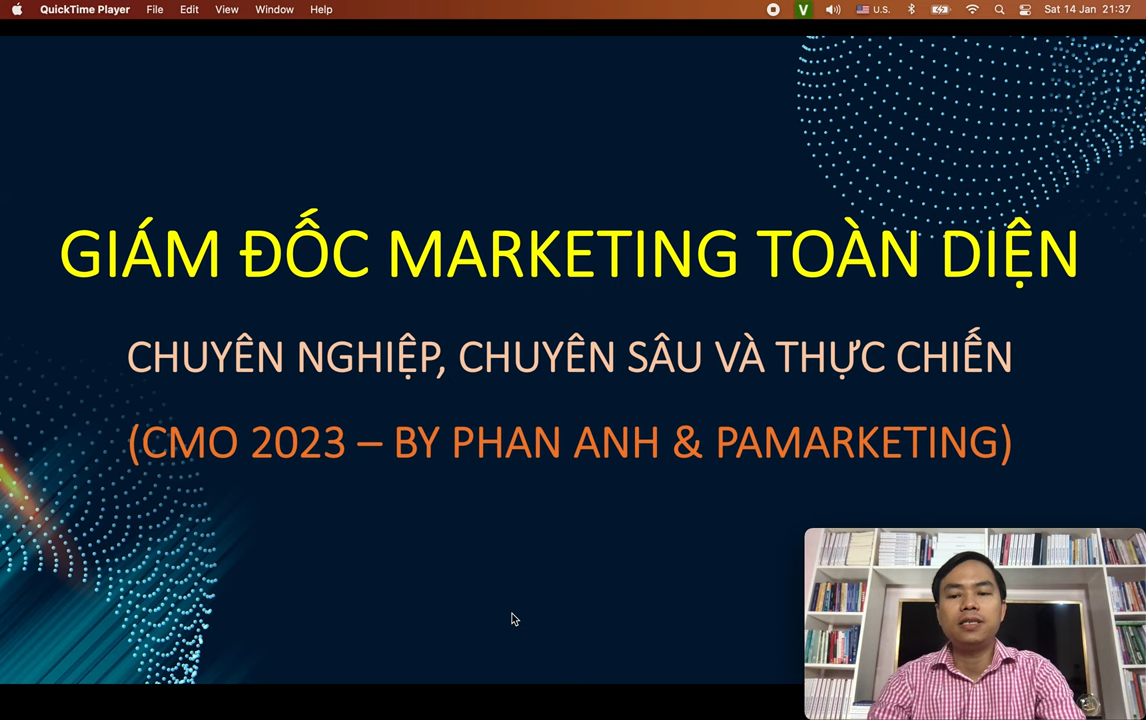 QuickTime Player File Edit View Window Help V U.S. Sat 14 Jan 21:37
GIÁM ĐỐC MARKETING TOÀN DIỆN
CHUYÊN NGHIỆP, CHUYÊN SÂU VÀ THỰC CHIẾN
(CMO 2023 – BY PHAN ANH & PAMARKETING)